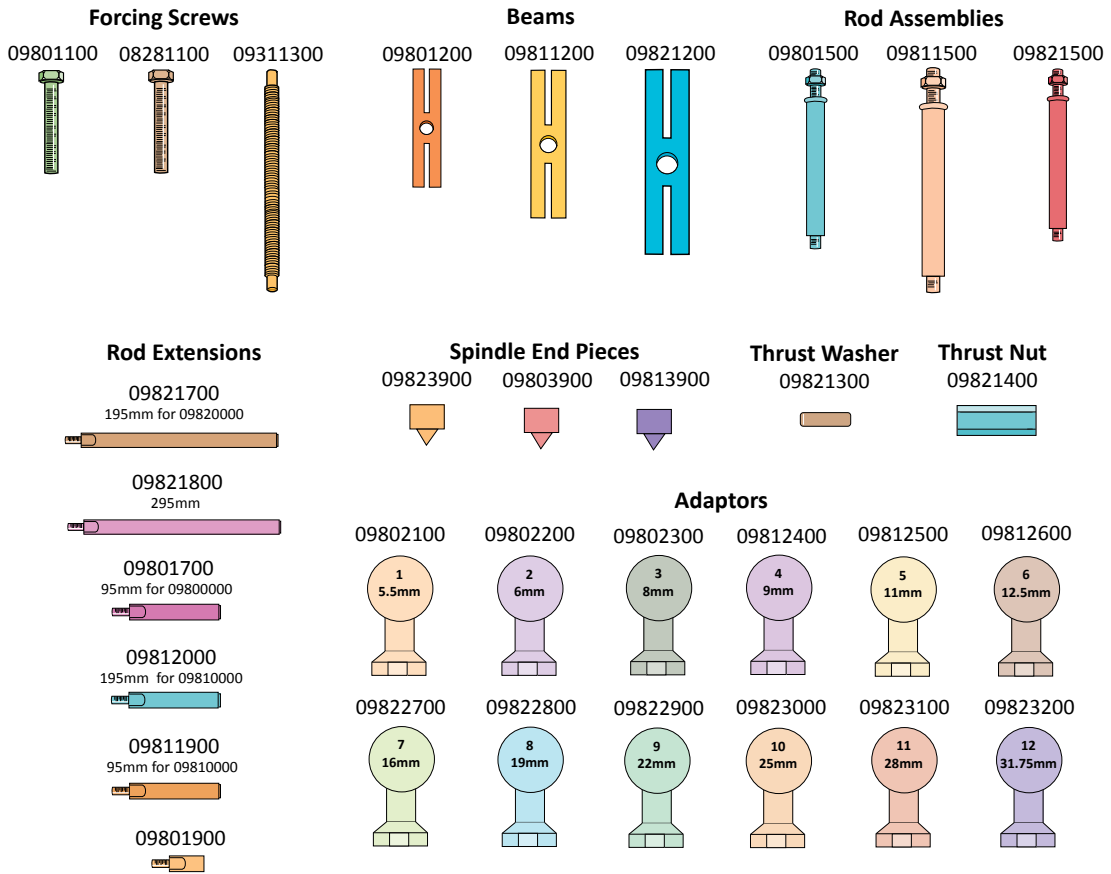 Forcing Screws
09801100 08281100 09311300
Beams
09801200 09811200 09821200
Rod Assemblies
09801500 09811500 09821500
Rod Extensions
09821700
195mm for 09820000
09821800
295mm
09801700
95mm for 09800000
09812000
195mm for 09810000
09811900
95mm for 09810000
09801900
Spindle End Pieces
09823900 09803900 09813900
Thrust Washer
09821300
Thrust Nut
09821400
Adaptors
09802100 09802200 09802300 09812400 09812500 09812600
1 2 3 4 5 6
5.5mm 6mm 8mm 9mm 11mm 12.5mm
09822700 09822800 09822900 09823000 09823100 09823200
7 8 9 10 11 12
16mm 19mm 22mm 25mm 28mm 31.75mm